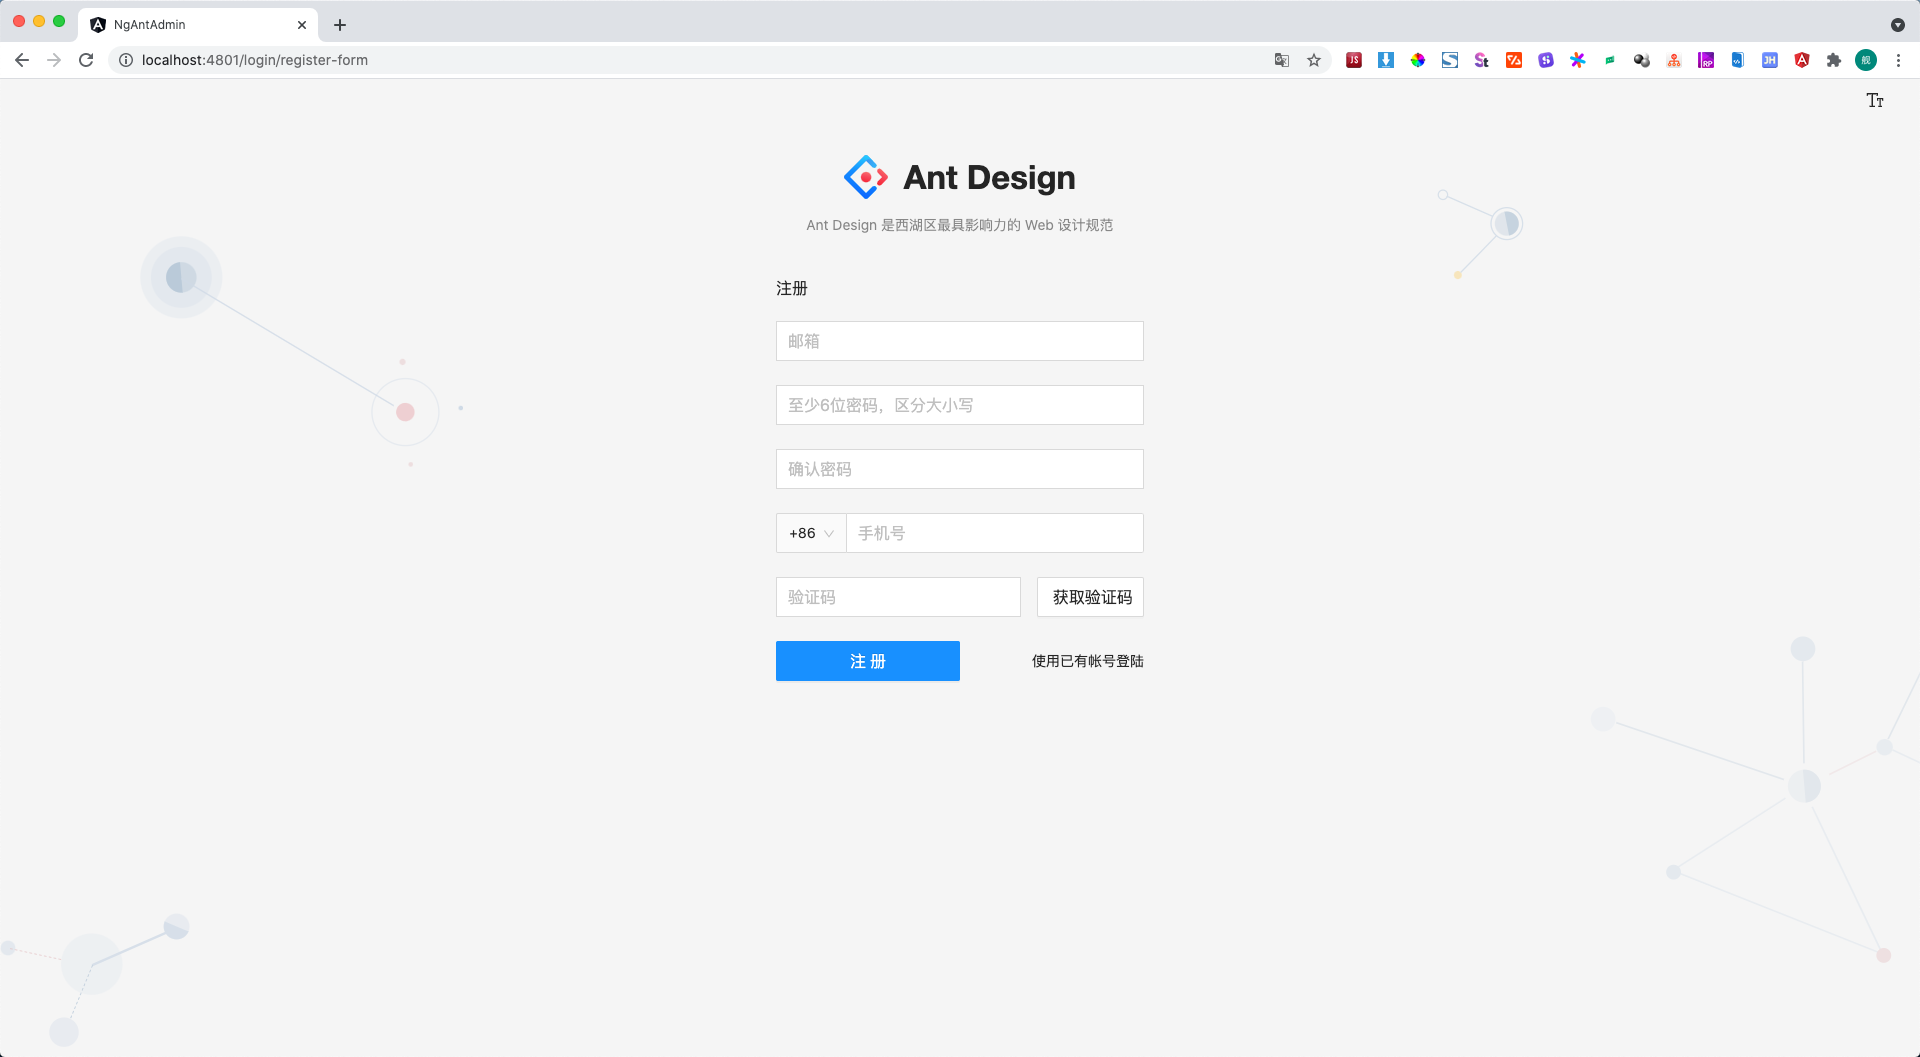 NgAntAdmin
localhost:4801/login/register-form
Ant Design
Ant Design 是西湖区最具影响力的 Web 设计规范
注册
邮箱
至少6位密码，区分大小写
确认密码
+86
手机号
验证码
获取验证码
注 册
使用已有帐号登陆